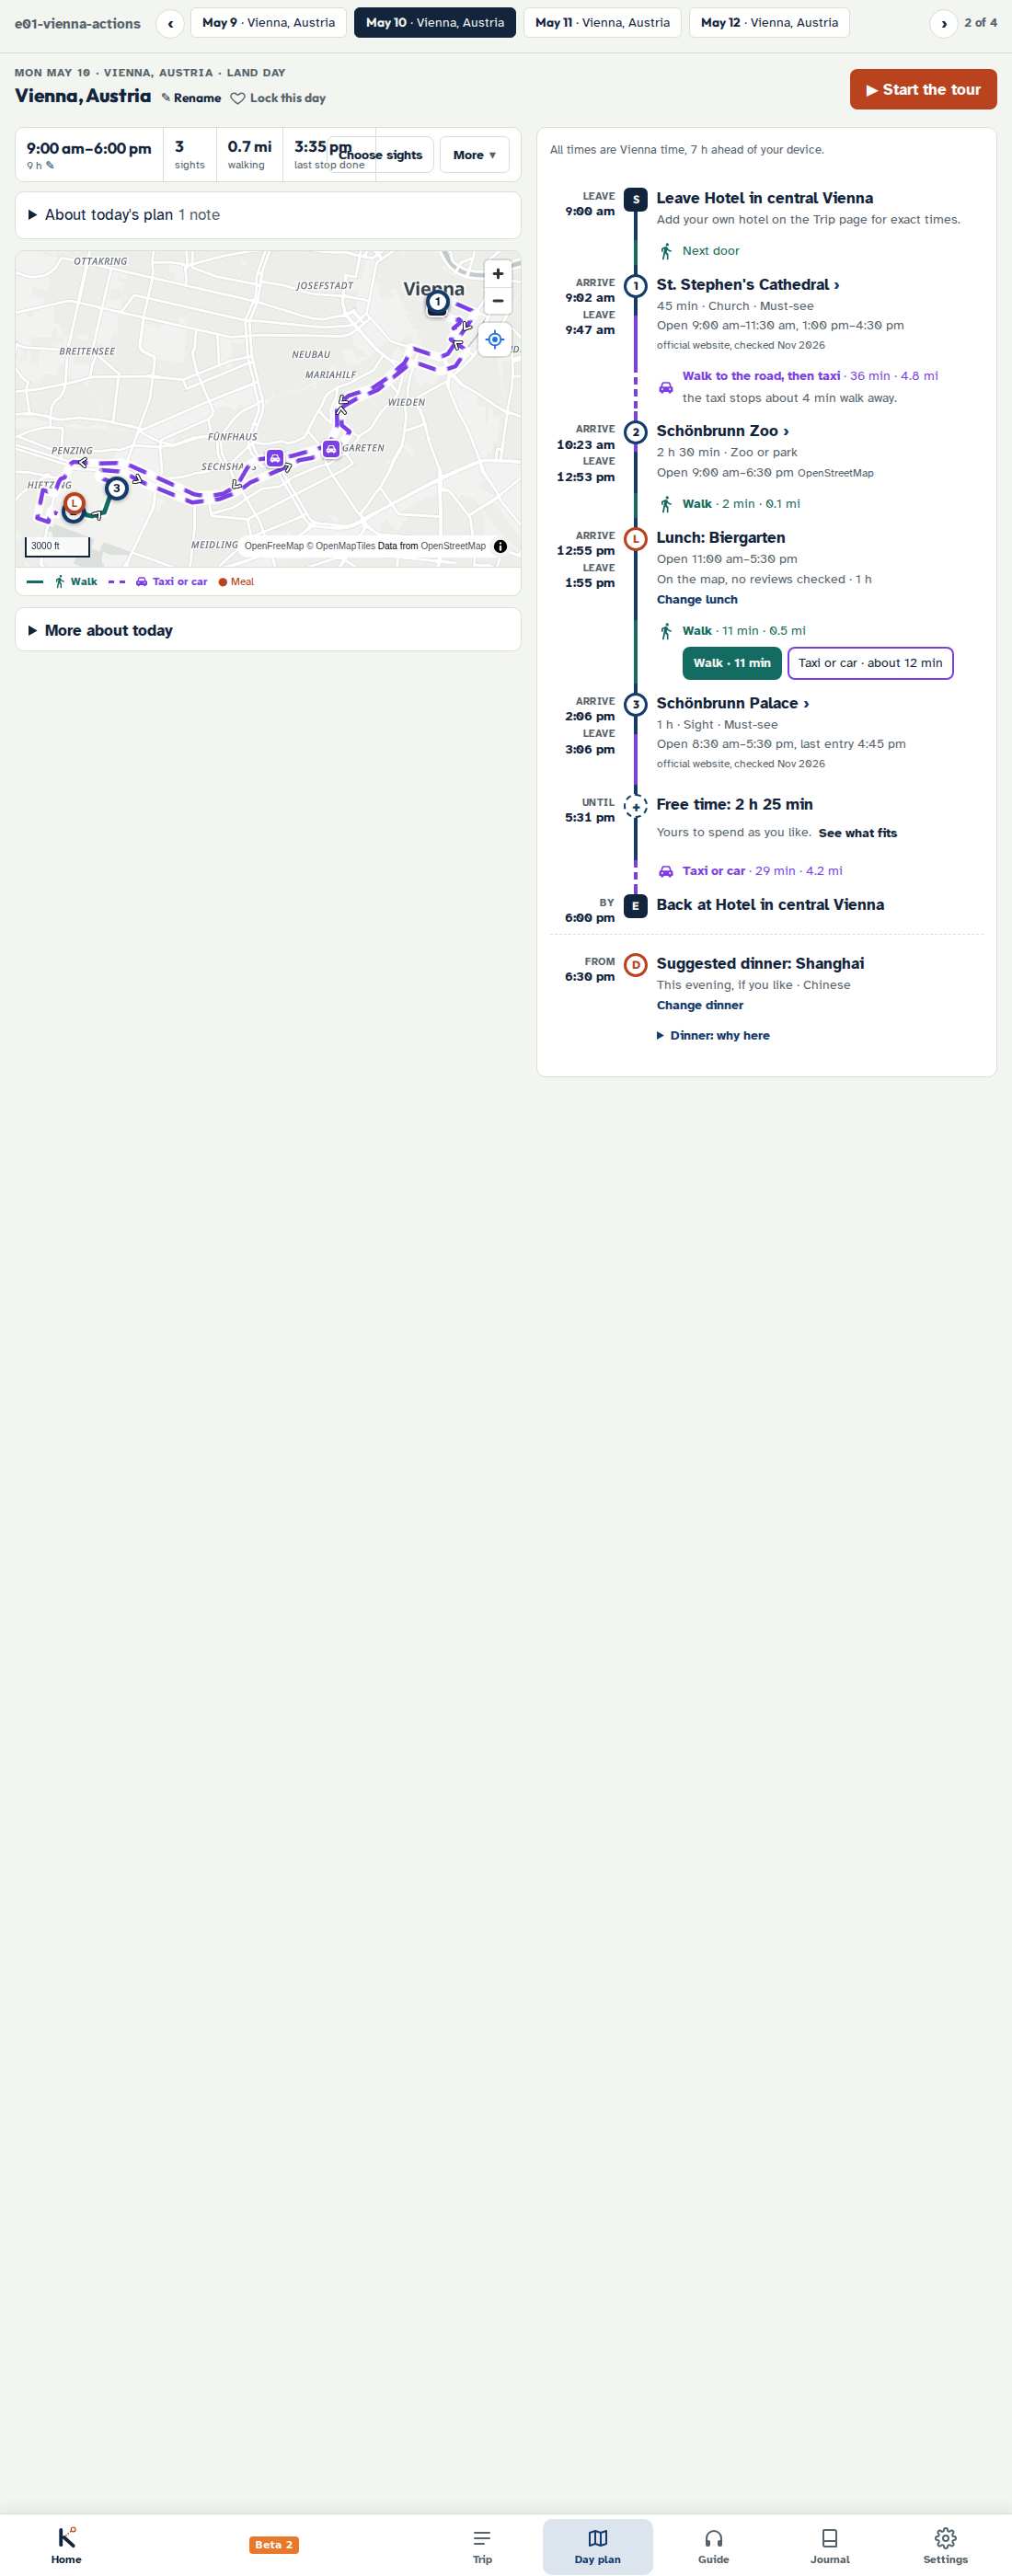 e01-vienna-actions
‹
May 9 · Vienna, Austria
May 10 · Vienna, Austria
May 11 · Vienna, Austria
May 12 · Vienna, Austria
›
2 of 4
MON MAY 10 · VIENNA, AUSTRIA · LAND DAY
Vienna, Austria
✎ Rename
Lock this day
▶ Start the tour
9:00 am–6:00 pm
9 h ✎
3
sights
0.7 mi
walking
3:35 pm
last stop done
Choose sights
More ▼
▶ About today's plan 1 note
OTTAKRING
JOSEFSTADT
Vienna
1
+
−
BREITENSEE
NEUBAU
MARIAHILF
WIEDEN
FÜNFHAUS
GARETEN
PENZING
SECHSHAUS
HIETZING
3
L
3000 ft
MEIDLING
OpenFreeMap © OpenMapTiles Data from OpenStreetMap
Walk
Taxi or car
Meal
▶ More about today
All times are Vienna time, 7 h ahead of your device.
LEAVE
9:00 am
S
Leave Hotel in central Vienna
Add your own hotel on the Trip page for exact times.
Next door
ARRIVE
9:02 am
LEAVE
9:47 am
1
St. Stephen's Cathedral ›
45 min · Church · Must-see
Open 9:00 am–11:30 am, 1:00 pm–4:30 pm
official website, checked Nov 2026
Walk to the road, then taxi · 36 min · 4.8 mi
the taxi stops about 4 min walk away.
ARRIVE
10:23 am
LEAVE
12:53 pm
2
Schönbrunn Zoo ›
2 h 30 min · Zoo or park
Open 9:00 am–6:30 pm OpenStreetMap
Walk · 2 min · 0.1 mi
ARRIVE
12:55 pm
LEAVE
1:55 pm
L
Lunch: Biergarten
Open 11:00 am–5:30 pm
On the map, no reviews checked · 1 h
Change lunch
Walk · 11 min · 0.5 mi
Walk · 11 min
Taxi or car · about 12 min
ARRIVE
2:06 pm
LEAVE
3:06 pm
3
Schönbrunn Palace ›
1 h · Sight · Must-see
Open 8:30 am–5:30 pm, last entry 4:45 pm
official website, checked Nov 2026
UNTIL
5:31 pm
+
Free time: 2 h 25 min
Yours to spend as you like. See what fits
Taxi or car · 29 min · 4.2 mi
BY
6:00 pm
E
Back at Hotel in central Vienna
FROM
6:30 pm
D
Suggested dinner: Shanghai
This evening, if you like · Chinese
Change dinner
▶ Dinner: why here
Home
Beta 2
Trip
Day plan
Guide
Journal
Settings